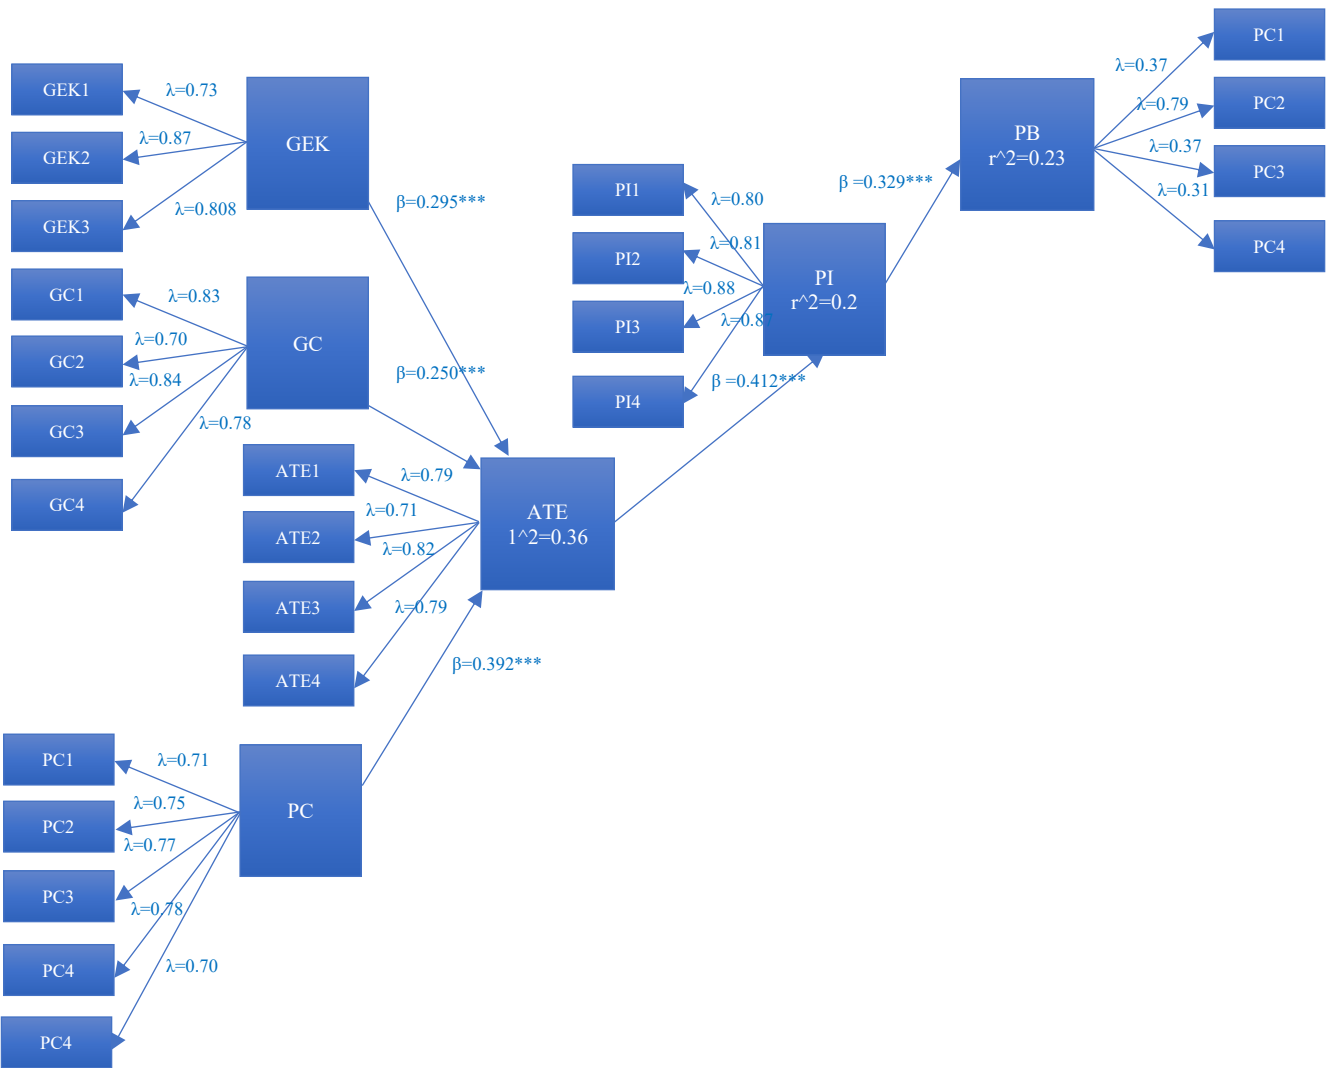 GEK1
GEK2
GEK3
λ=0.73
λ=0.87
λ=0.808
GEK
GC1
GC2
GC3
GC4
λ=0.83
λ=0.70
λ=0.84
λ=0.78
GC
β=0.295***
β=0.250***
ATE1
ATE2
ATE3
ATE4
λ=0.79
λ=0.71
λ=0.82
λ=0.79
ATE
1^2=0.36
β=0.392***
PC1
PC2
PC3
PC4
PC4
λ=0.71
λ=0.75
λ=0.77
λ=0.78
λ=0.70
PC
PI1
PI2
PI3
PI4
λ=0.80
λ=0.81
λ=0.88
λ=0.87
PI
r^2=0.2
β =0.412***
β =0.329***
PB
r^2=0.23
λ=0.37
λ=0.79
λ=0.37
λ=0.31
PC1
PC2
PC3
PC4